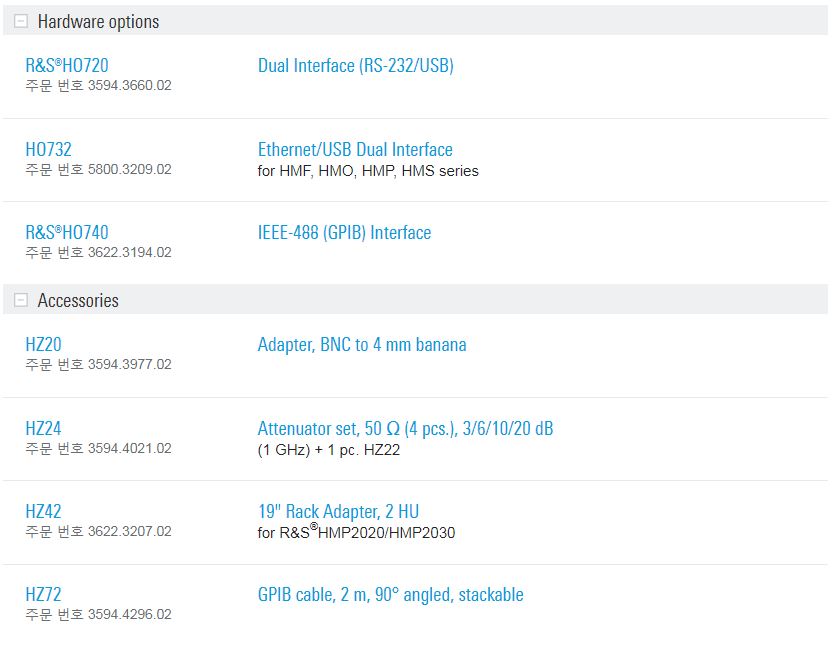 Hardware options
R&S®HO720
Dual Interface (RS-232/USB)
주문 번호 3594.3660.02
HO732
Ethernet/USB Dual Interface
주문 번호 5800.3209.02
for HMF, HMO, HMP, HMS series
R&S®HO740
IEEE-488 (GPIB) Interface
주문 번호 3622.3194.02
Accessories
HZ20
Adapter, BNC to 4 mm banana
주문 번호 3594.3977.02
HZ24
Attenuator set, 50 Ω (4 pcs.), 3/6/10/20 dB
주문 번호 3594.4021.02
(1 GHz) + 1 pc. HZ22
HZ42
19" Rack Adapter, 2 HU
주문 번호 3622.3207.02
for R&S®HMP2020/HMP2030
HZ72
GPIB cable, 2 m, 90° angled, stackable
주문 번호 3594.4296.02